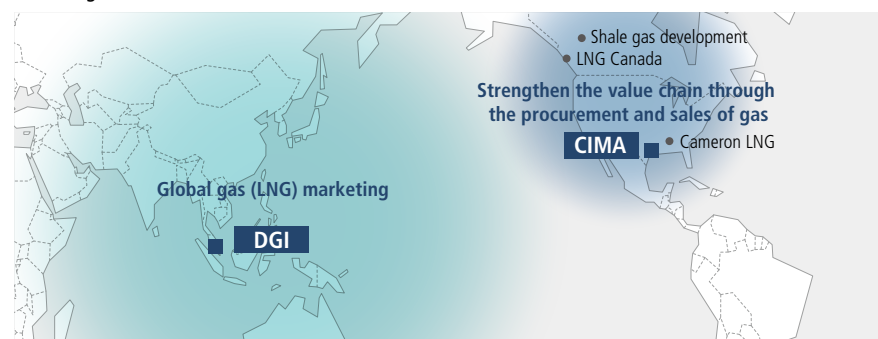 Shale gas development
LNG Canada
Strengthen the value chain through
the procurement and sales of gas
CIMA
Cameron LNG
Global gas (LNG) marketing
DGI